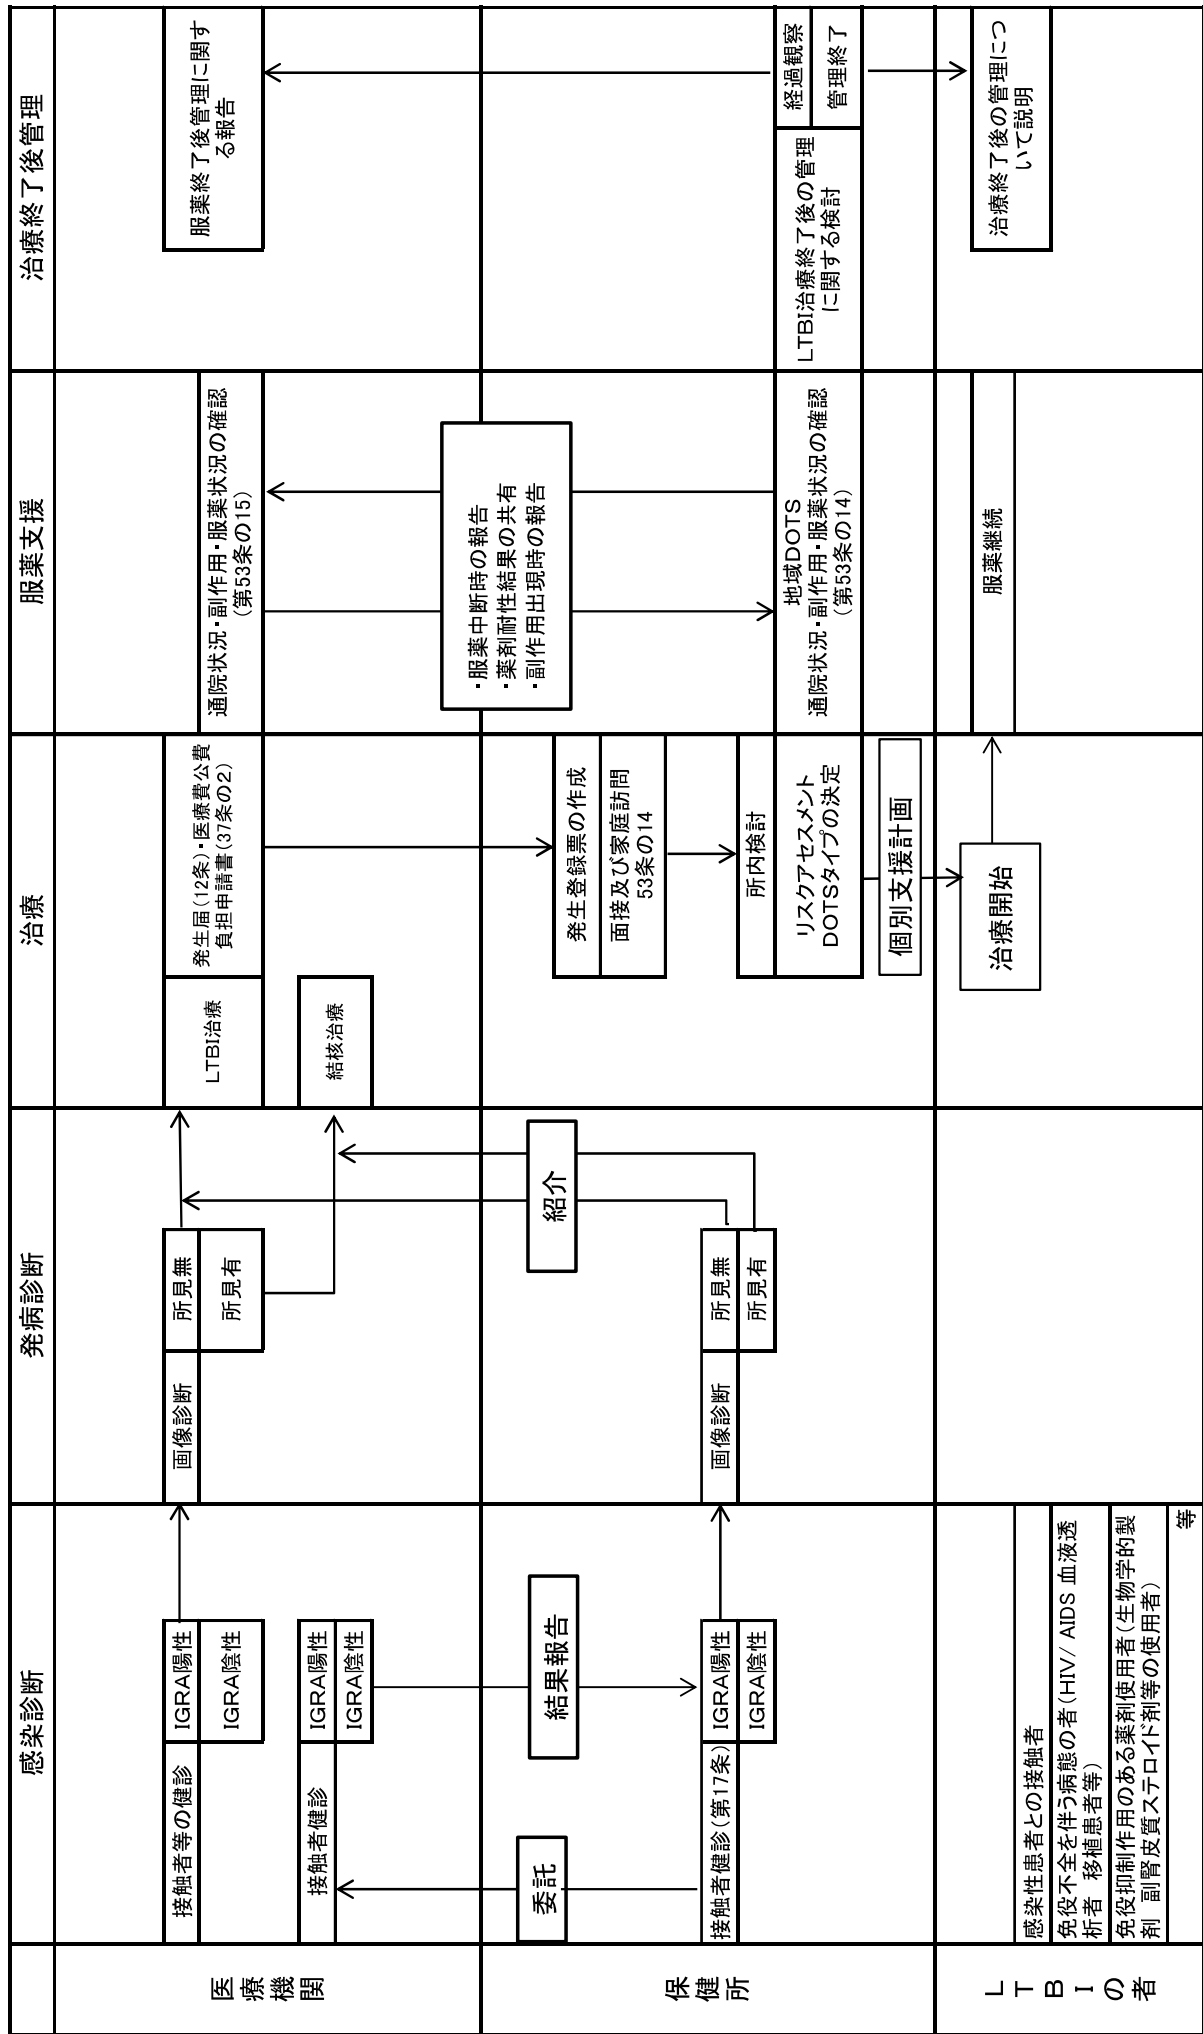 感染診断
発病診断
治療
服薬支援
治療終了後管理
医療機関
接触者等の健診
IGRA陽性
IGRA陰性
接触者健診
IGRA陽性
IGRA陰性
画像診断
所見無
所見有
LTBI治療
発生届(12条)・医療費公費
負担申請書(37条の2)
結核治療
通院状況・副作用・服薬状況の確認
(第53条の15)
服薬終了後管理に関す
る報告
委託
結果報告
紹介
・服薬中断時の報告
・薬剤耐性結果の共有
・副作用出現時の報告
保健所
接触者健診(第17条)
IGRA陽性
IGRA陰性
画像診断
所見無
所見有
発生登録票の作成
面接及び家庭訪問
53条の14
所内検討
リスクアセスメント
DOTSタイプの決定
個別支援計画
地域DOTS
通院状況・副作用・服薬状況の確認
(第53条の14)
LTBI治療終了後の管理
に関する検討
経過観察
管理終了
LTBIの者
感染性患者との接触者
免疫不全を伴う病態の者(HIV/ AIDS 血液透
析者 移植患者等)
免疫抑制作用のある薬剤使用者(生物学的製
剤 副腎皮質ステロイド剤等の使用者)
等
治療開始
服薬継続
治療終了後の管理につ
いて説明